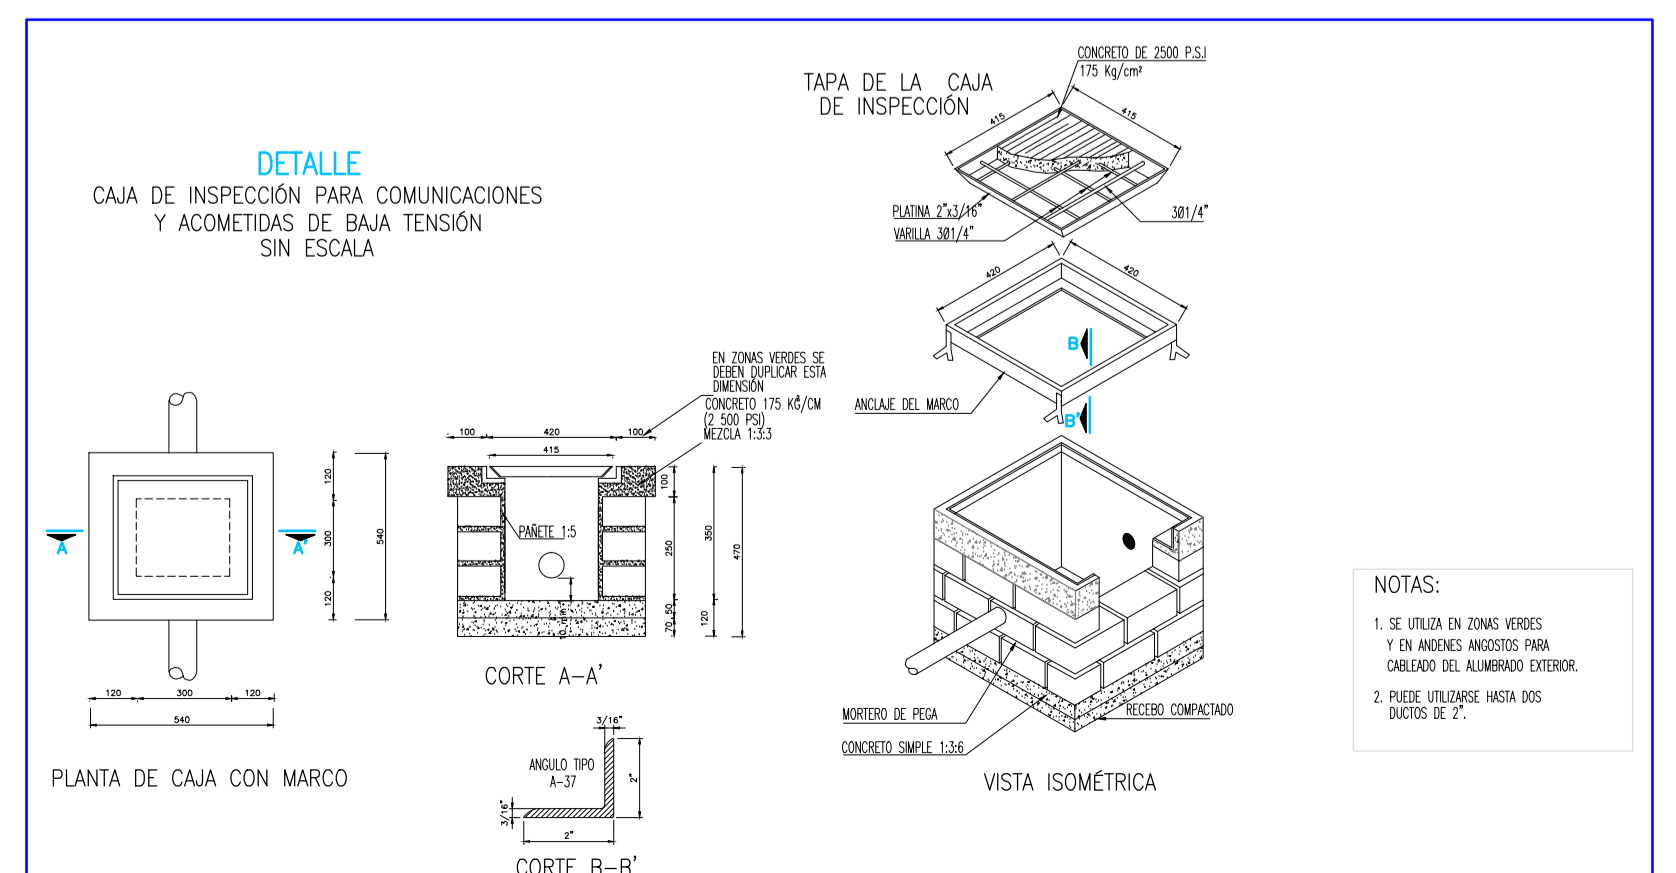 DETALLE
CAJA DE INSPECCIÓN PARA COMUNICACIONES
Y ACOMETIDAS DE BAJA TENSIÓN
SIN ESCALA
TAPA DE LA CAJA
DE INSPECCIÓN
CONCRETO DE 2500 P.S.I
175 Kg/cm²
415
415
PLATINA 2"x3/16"
VARILLA 3Ø1/4"
3Ø1/4"
420
420
B
B'
ANCLAJE DEL MARCO
EN ZONAS VERDES SE
DEBEN DUPLICAR ESTA
DIMENSIÓN
CONCRETO 175 KG/CM²
(2 500 PSI)
MEZCLA 1:3:3
A
A'
120
300
120
540
120
300
120
540
PLANTA DE CAJA CON MARCO
100
420
100
415
PAÑETE 1:5
10 min
100
250
50
70
350
120
470
CORTE A-A'
3/16"
ANGULO TIPO
A-37
2"
3/16"
2"
CORTE B-B'
MORTERO DE PEGA
CONCRETO SIMPLE 1:3:6
RECEBO COMPACTADO
VISTA ISOMÉTRICA
NOTAS:
1. SE UTILIZA EN ZONAS VERDES
Y EN ANDENES ANGOSTOS PARA
CABLEADO DEL ALUMBRADO EXTERIOR.
2. PUEDE UTILIZARSE HASTA DOS
DUCTOS DE 2".